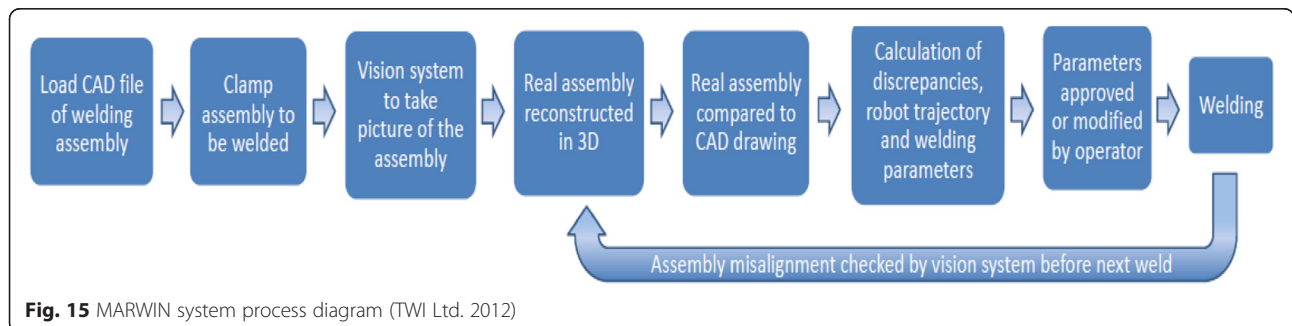 Load CAD file
of welding
assembly
Clamp
assembly to
be welded
Vision system
to take
picture of the
assembly
Real assembly
reconstructed
in 3D
Real assembly
compared to
CAD drawing
Calculation of
discrepancies,
robot trajectory
and welding
parameters
Parameters
approved
or modified
by operator
Welding
Assembly misalignment checked by vision system before next weld
Fig. 15 MARWIN system process diagram (TWI Ltd. 2012)